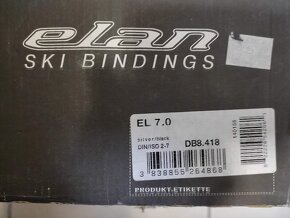 elan
SKI BINDINGS
EL 7.0
silver/black
DIN/ISO 2-7
DB8.418
3 838855 264868
PRODUKT-ETIKETTE